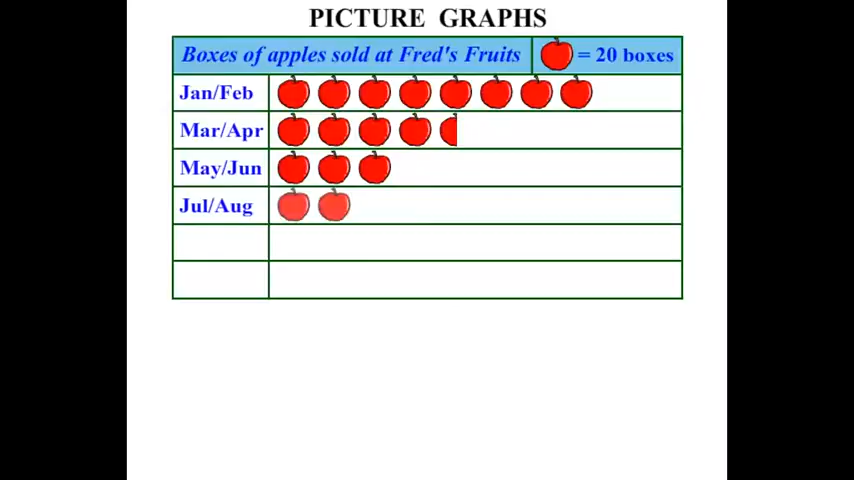 PICTURE GRAPHS
Boxes of apples sold at Fred's Fruits = 20 boxes
Jan/Feb
Mar/Apr
May/Jun
Jul/Aug